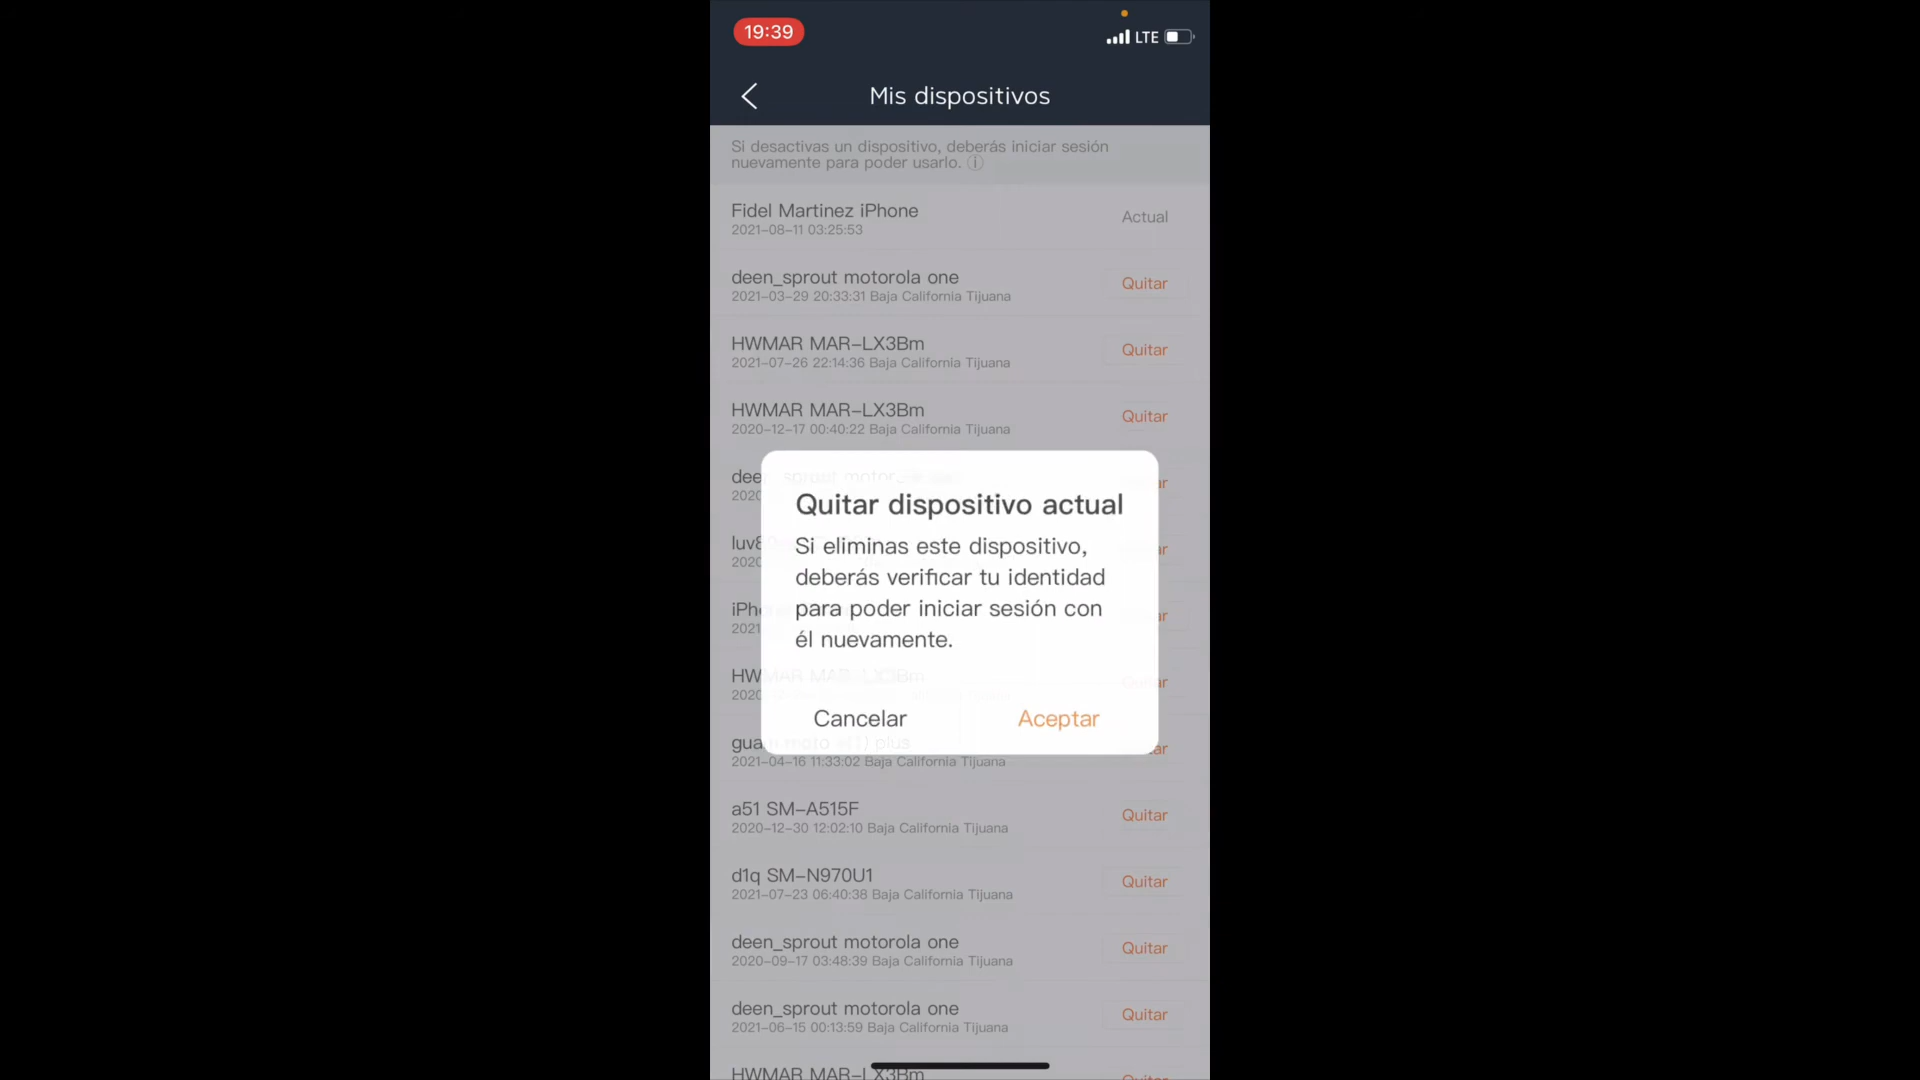 19:39
LTE
Mis dispositivos
Si desactivas un dispositivo, deberás iniciar sesión
nuevamente para poder usarlo.
Fidel Martinez iPhone
Actual
2021-08-11 03:25:53
deen_sprout motorola one
Quitar
2021-03-29 20:33:31 Baja California Tijuana
HWMAR MAR-LX3Bm
Quitar
2021-07-26 22:14:36 Baja California Tijuana
HWMAR MAR-LX3Bm
Quitar
2020-12-17 00:40:22 Baja California Tijuana
Quitar dispositivo actual
Si eliminas este dispositivo,
deberás verificar tu identidad
para poder iniciar sesión con
él nuevamente.
Cancelar
Aceptar
2021-04-16 11:33:02 Baja California Tijuana
a51 SM-A515F
Quitar
2020-12-30 12:02:10 Baja California Tijuana
d1q SM-N970U1
Quitar
2021-07-23 06:40:38 Baja California Tijuana
deen_sprout motorola one
Quitar
2020-09-17 03:48:39 Baja California Tijuana
deen_sprout motorola one
Quitar
2021-06-15 00:13:59 Baja California Tijuana
HWMAR MAR-LX3Bm